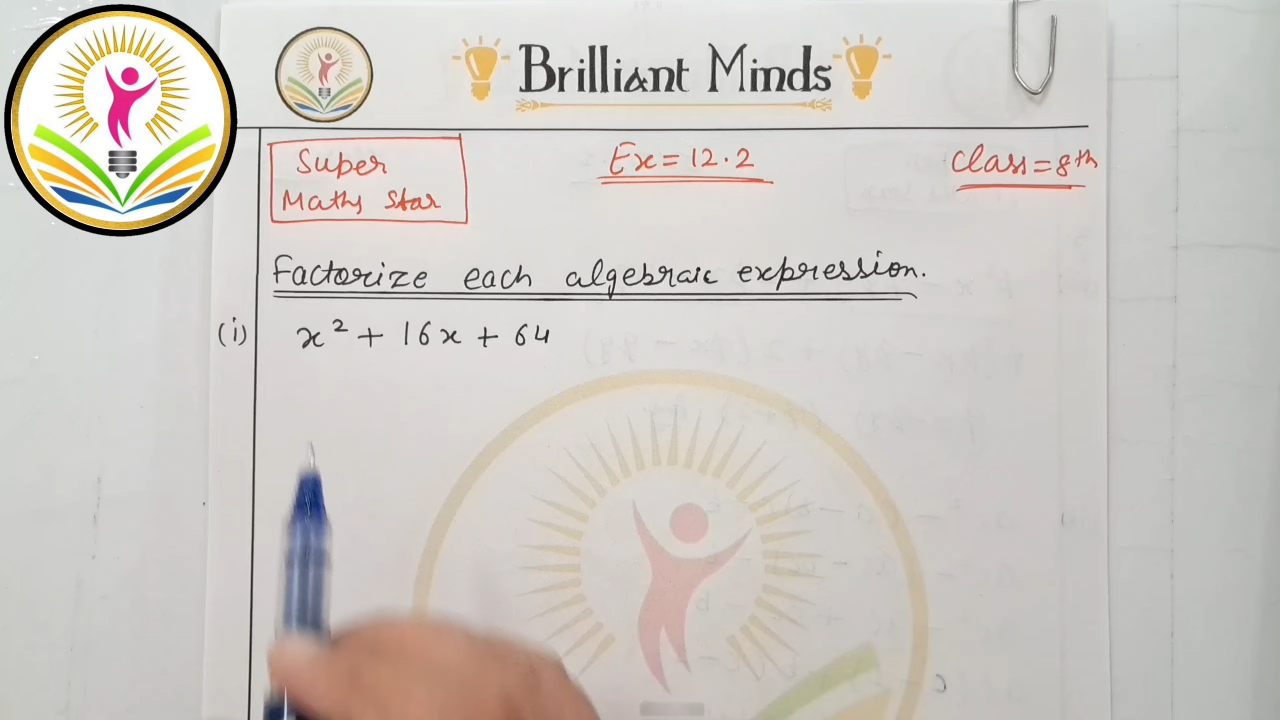 Brilliant Minds
Super
Maths Star
Ex = 12.2
Class = 8th
Factorize each algebraic expression.
(i) x² + 16x + 64